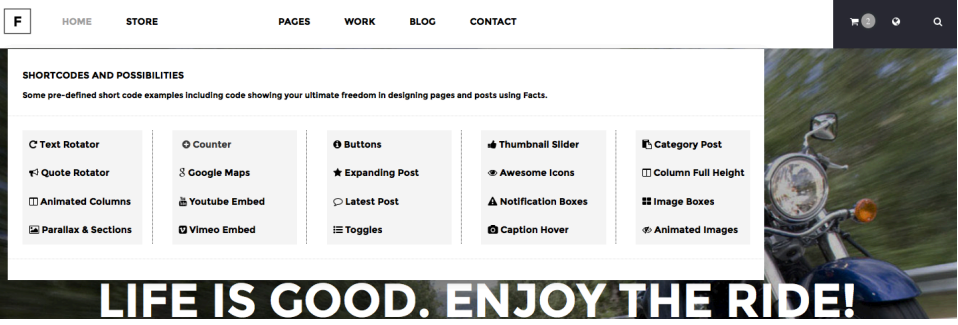 F HOME STORE PAGES WORK BLOG CONTACT 2
SHORTCODES AND POSSIBILITIES
Some pre-defined short code examples including code showing your ultimate freedom in designing pages and posts using Facts.
Text Rotator
Quote Rotator
Animated Columns
Parallax & Sections
Counter
Google Maps
Youtube Embed
Vimeo Embed
Buttons
Expanding Post
Latest Post
Toggles
Thumbnail Slider
Awesome Icons
Notification Boxes
Caption Hover
Category Post
Column Full Height
Image Boxes
Animated Images
LIFE IS GOOD. ENJOY THE RIDE!